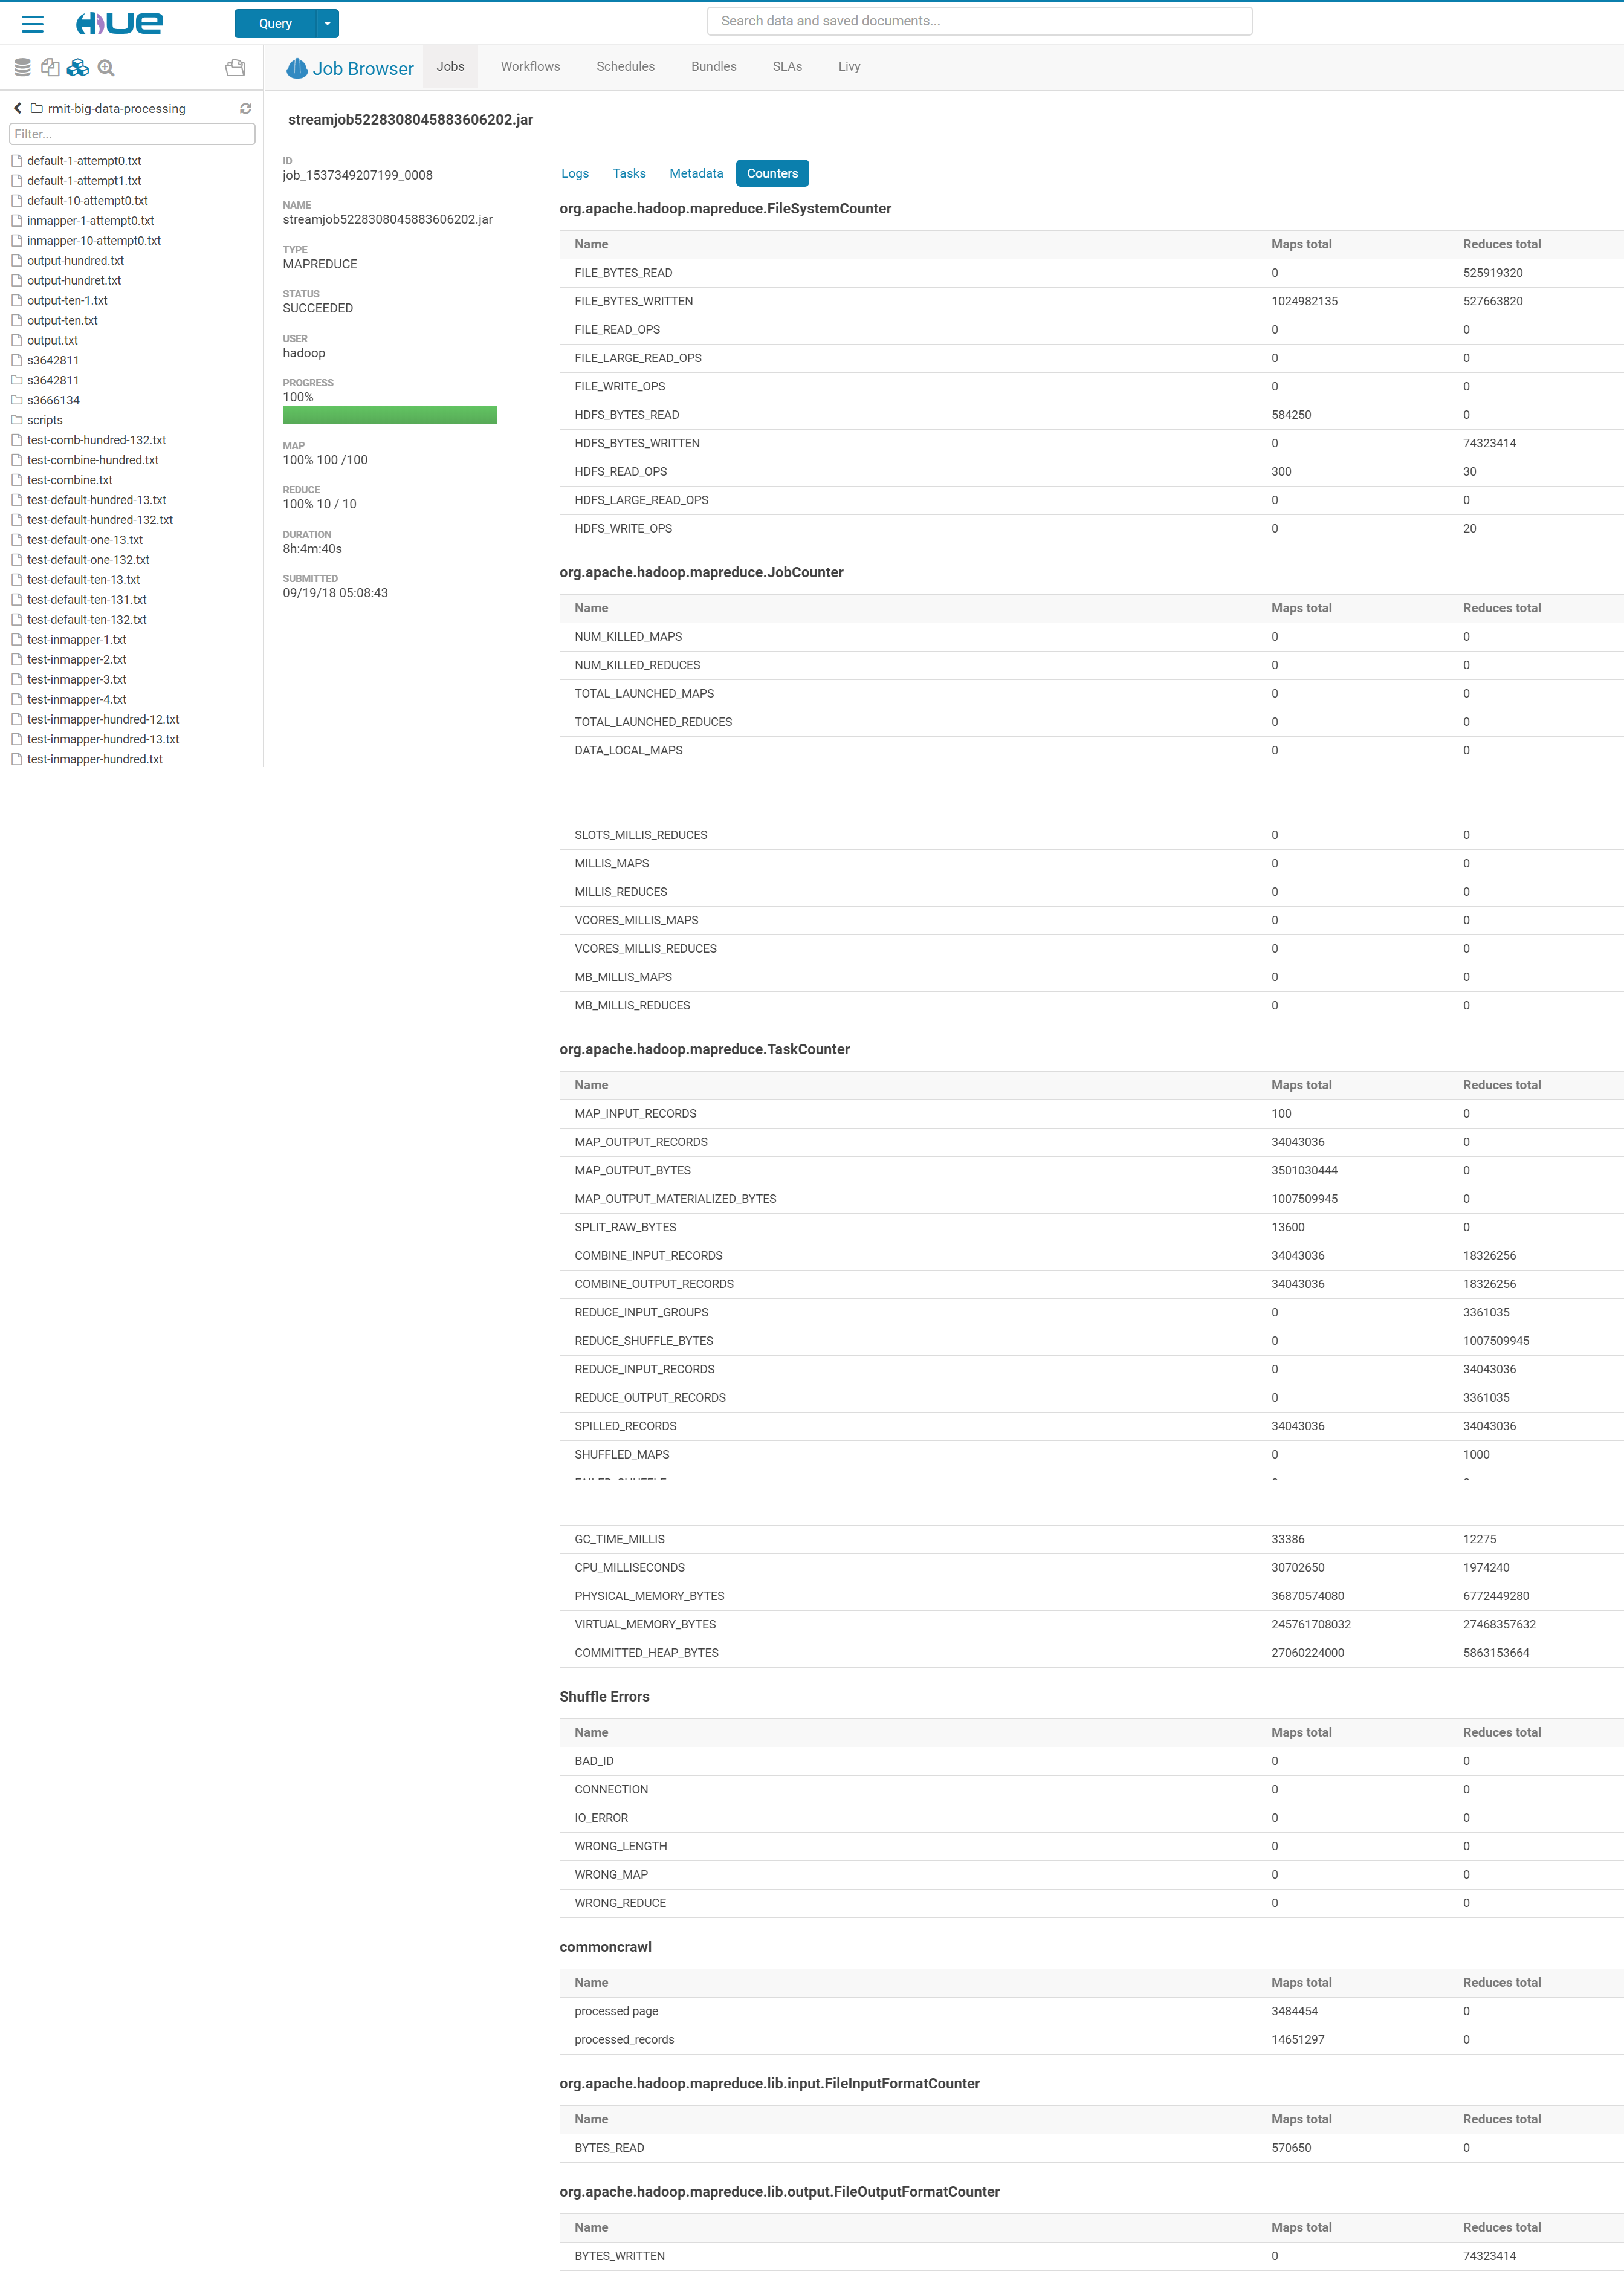 HUE
Query
Search data and saved documents...
Job Browser Jobs Workflows Schedules Bundles SLAs Livy
rmit-big-data-processing
Filter...
default-1-attempt0.txt
default-1-attempt1.txt
default-10-attempt0.txt
inmapper-1-attempt0.txt
inmapper-10-attempt0.txt
output-hundred.txt
output-hundret.txt
output-ten-1.txt
output-ten.txt
output.txt
s3642811
s3642811
s3666134
scripts
test-comb-hundred-132.txt
test-combine-hundred.txt
test-combine.txt
test-default-hundred-13.txt
test-default-hundred-132.txt
test-default-one-13.txt
test-default-one-132.txt
test-default-ten-13.txt
test-default-ten-131.txt
test-default-ten-132.txt
test-inmapper-1.txt
test-inmapper-2.txt
test-inmapper-3.txt
test-inmapper-4.txt
test-inmapper-hundred-12.txt
test-inmapper-hundred-13.txt
test-inmapper-hundred.txt
streamjob5228308045883606202.jar
ID
job_1537349207199_0008
NAME
streamjob5228308045883606202.jar
TYPE
MAPREDUCE
STATUS
SUCCEEDED
USER
hadoop
PROGRESS
100%
MAP
100% 100 /100
REDUCE
100% 10 / 10
DURATION
8h:4m:40s
SUBMITTED
09/19/18 05:08:43
Logs Tasks Metadata Counters
org.apache.hadoop.mapreduce.FileSystemCounter
Name Maps total Reduces total
FILE_BYTES_READ 0 525919320
FILE_BYTES_WRITTEN 1024982135 527663820
FILE_READ_OPS 0 0
FILE_LARGE_READ_OPS 0 0
FILE_WRITE_OPS 0 0
HDFS_BYTES_READ 584250 0
HDFS_BYTES_WRITTEN 0 74323414
HDFS_READ_OPS 300 30
HDFS_LARGE_READ_OPS 0 0
HDFS_WRITE_OPS 0 20
org.apache.hadoop.mapreduce.JobCounter
Name Maps total Reduces total
NUM_KILLED_MAPS 0 0
NUM_KILLED_REDUCES 0 0
TOTAL_LAUNCHED_MAPS 0 0
TOTAL_LAUNCHED_REDUCES 0 0
DATA_LOCAL_MAPS 0 0
SLOTS_MILLIS_REDUCES 0 0
MILLIS_MAPS 0 0
MILLIS_REDUCES 0 0
VCORES_MILLIS_MAPS 0 0
VCORES_MILLIS_REDUCES 0 0
MB_MILLIS_MAPS 0 0
MB_MILLIS_REDUCES 0 0
org.apache.hadoop.mapreduce.TaskCounter
Name Maps total Reduces total
MAP_INPUT_RECORDS 100 0
MAP_OUTPUT_RECORDS 34043036 0
MAP_OUTPUT_BYTES 3501030444 0
MAP_OUTPUT_MATERIALIZED_BYTES 1007509945 0
SPLIT_RAW_BYTES 13600 0
COMBINE_INPUT_RECORDS 34043036 18326256
COMBINE_OUTPUT_RECORDS 34043036 18326256
REDUCE_INPUT_GROUPS 0 3361035
REDUCE_SHUFFLE_BYTES 0 1007509945
REDUCE_INPUT_RECORDS 0 34043036
REDUCE_OUTPUT_RECORDS 0 3361035
SPILLED_RECORDS 34043036 34043036
SHUFFLED_MAPS 0 1000
GC_TIME_MILLIS 33386 12275
CPU_MILLISECONDS 30702650 1974240
PHYSICAL_MEMORY_BYTES 36870574080 6772449280
VIRTUAL_MEMORY_BYTES 245761708032 27468357632
COMMITTED_HEAP_BYTES 27060224000 5863153664
Shuffle Errors
Name Maps total Reduces total
BAD_ID 0 0
CONNECTION 0 0
IO_ERROR 0 0
WRONG_LENGTH 0 0
WRONG_MAP 0 0
WRONG_REDUCE 0 0
commoncrawl
Name Maps total Reduces total
processed page 3484454 0
processed_records 14651297 0
org.apache.hadoop.mapreduce.lib.input.FileInputFormatCounter
Name Maps total Reduces total
BYTES_READ 570650 0
org.apache.hadoop.mapreduce.lib.output.FileOutputFormatCounter
Name Maps total Reduces total
BYTES_WRITTEN 0 74323414